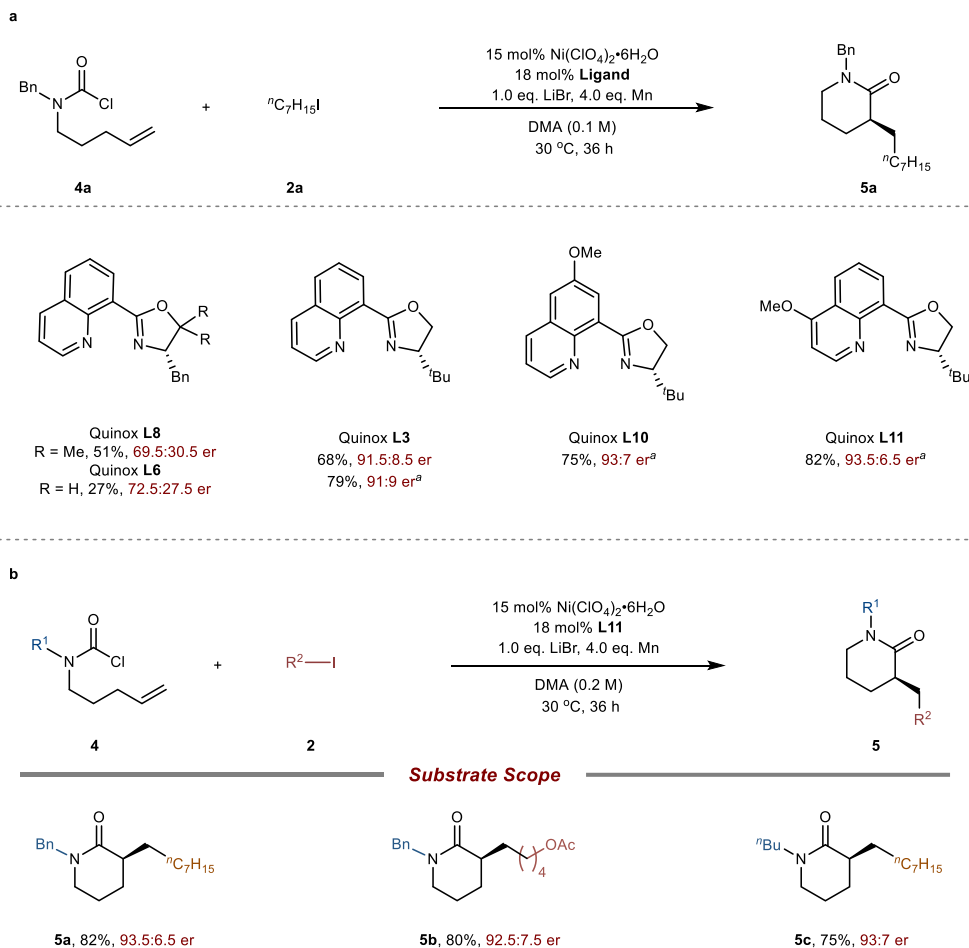 a
15 mol% Ni(ClO₄)₂•6H₂O
18 mol% Ligand
1.0 eq. LiBr, 4.0 eq. Mn
DMA (0.1 M)
30 ºC, 36 h
Bn N O Cl
+
ⁿC₇H₁₅I
Bn N O
ⁿC₇H₁₅
4a
2a
5a
N O N R R Bn
N O N ᵗBu
OMe N O N ᵗBu
MeO N O N ᵗBu
Quinox L8
R = Me, 51%, 69.5:30.5 er
Quinox L6
R = H, 27%, 72.5:27.5 er
Quinox L3
68%, 91.5:8.5 er
79%, 91:9 erᵃ
Quinox L10
75%, 93:7 erᵃ
Quinox L11
82%, 93.5:6.5 erᵃ
b
15 mol% Ni(ClO₄)₂•6H₂O
18 mol% L11
1.0 eq. LiBr, 4.0 eq. Mn
DMA (0.2 M)
30 ºC, 36 h
R¹ N O Cl
+
R² I
R¹ N O
R²
4
2
5
Substrate Scope
Bn N O ⁿC₇H₁₅
Bn N O OAc
4
ⁿBu N O ⁿC₇H₁₅
5a, 82%, 93.5:6.5 er
5b, 80%, 92.5:7.5 er
5c, 75%, 93:7 er